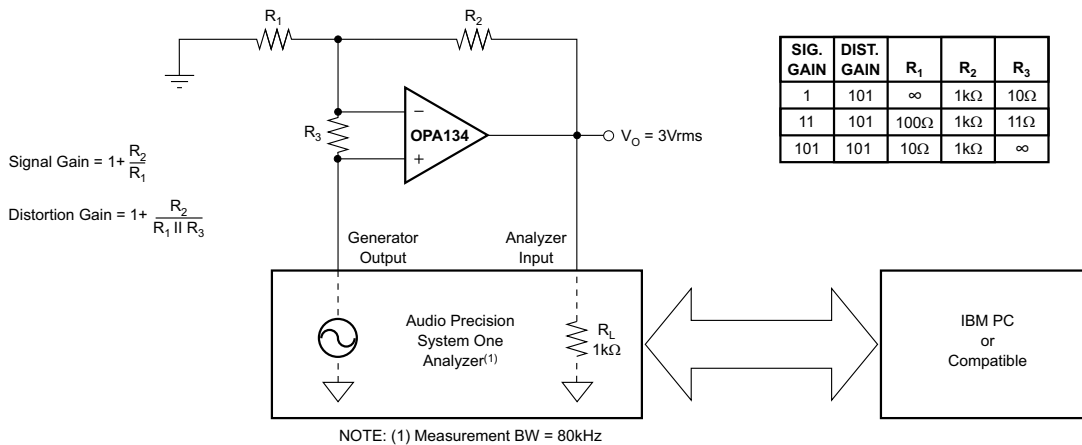 R1
R2
SIG. GAIN DIST. GAIN R1 R2 R3
1 101 ∞ 1kΩ 10Ω
11 101 100Ω 1kΩ 11Ω
101 101 10Ω 1kΩ ∞
R3
−
+
OPA134
VO = 3Vrms
Signal Gain = 1+ R2/R1
Distortion Gain = 1+ R2/(R1 II R3)
Generator
Output
Analyzer
Input
Audio Precision
System One
Analyzer(1)
RL
1kΩ
IBM PC
or
Compatible
NOTE: (1) Measurement BW = 80kHz